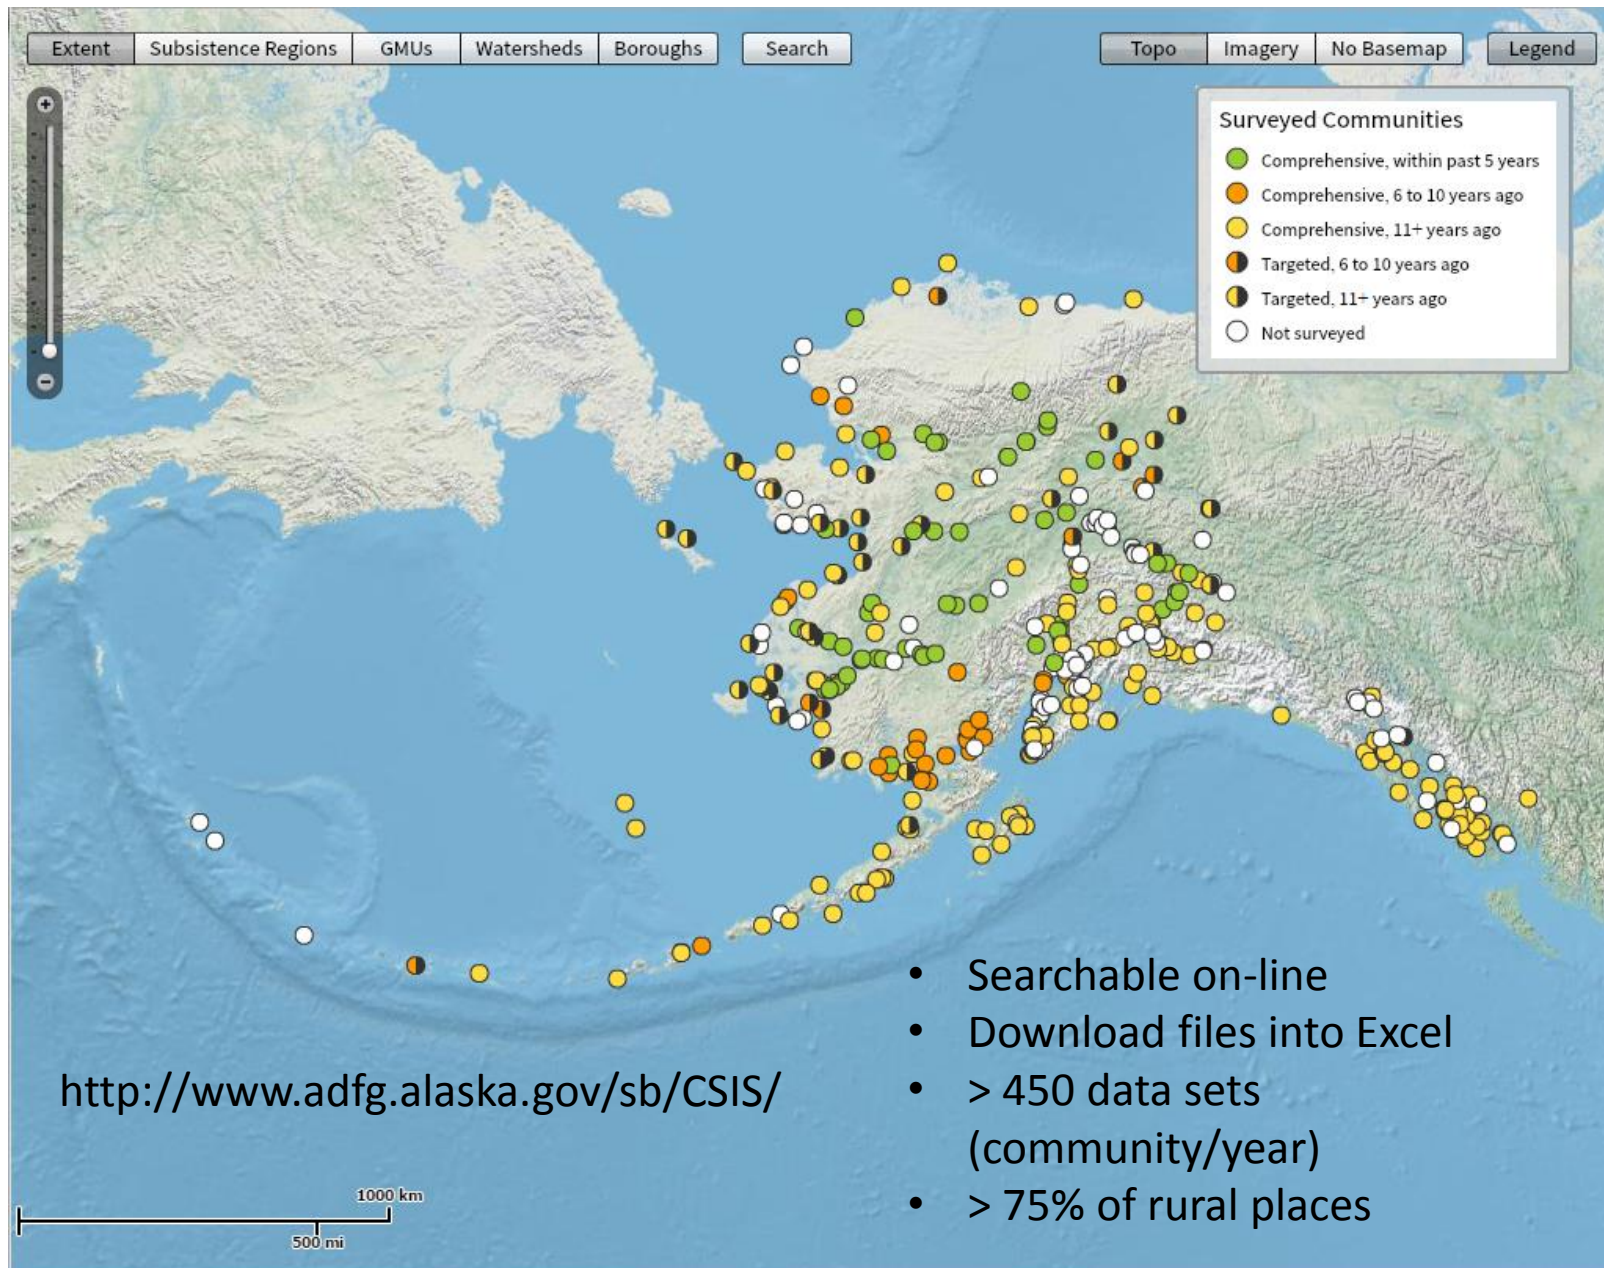 Extent Subsistence Regions GMUs Watersheds Boroughs Search Topo Imagery No Basemap Legend
+
Surveyed Communities
Comprehensive, within past 5 years
Comprehensive, 6 to 10 years ago
Comprehensive, 11+ years ago
Targeted, 6 to 10 years ago
Targeted, 11+ years ago
Not surveyed
−
• Searchable on-line
• Download files into Excel
• > 450 data sets
(community/year)
• > 75% of rural places
http://www.adfg.alaska.gov/sb/CSIS/
1000 km
500 mi